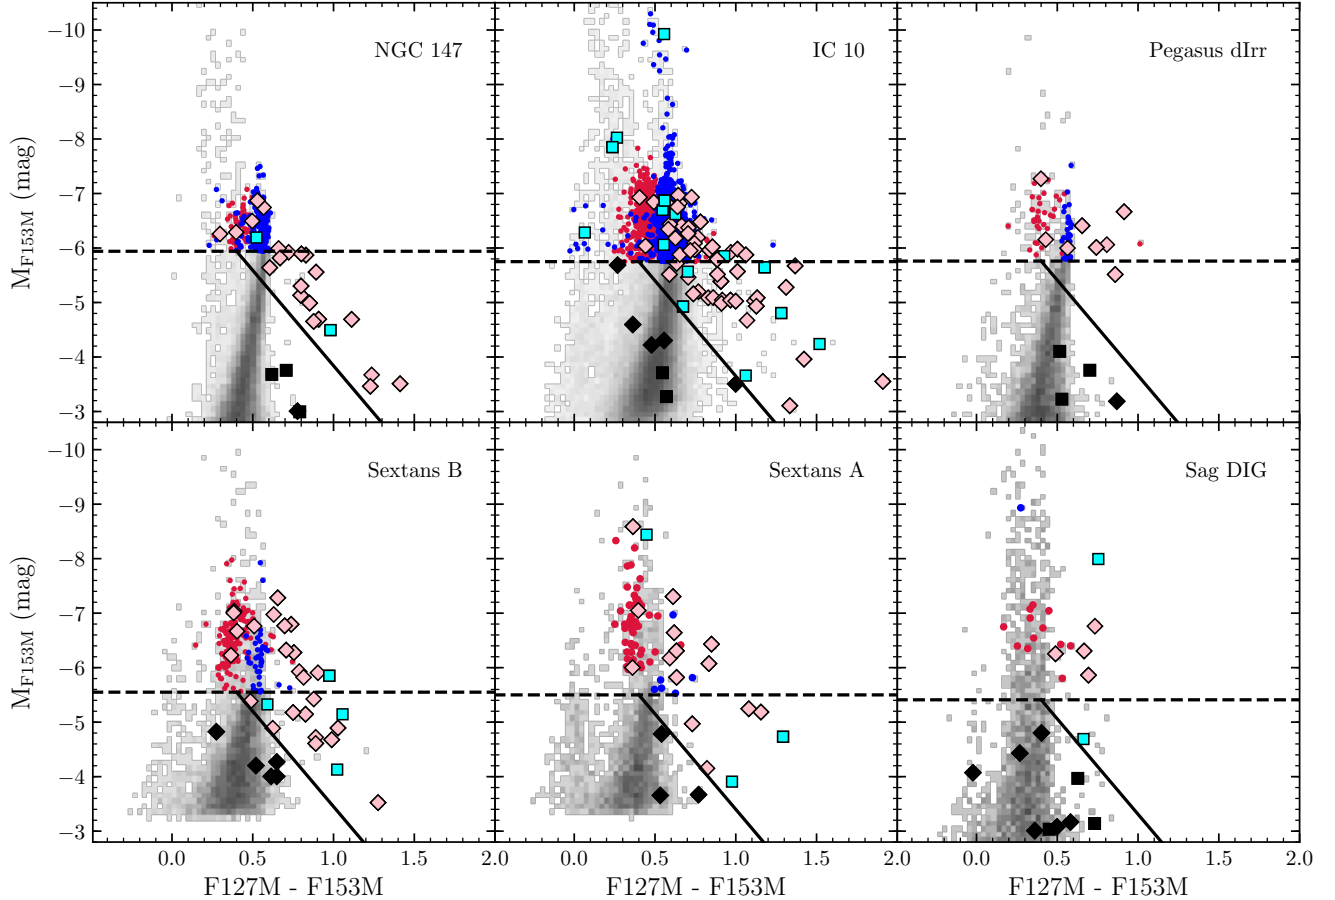 NGC 147
IC 10
Pegasus dIrr
−10
−9
−8
−7
−6
−5
−4
−3
M_F153M (mag)
Sextans B
Sextans A
Sag DIG
−10
−9
−8
−7
−6
−5
−4
−3
M_F153M (mag)
0.0 0.5 1.0 1.5 2.0 0.0 0.5 1.0 1.5 2.0 0.0 0.5 1.0 1.5 2.0
F127M - F153M
F127M - F153M
F127M - F153M